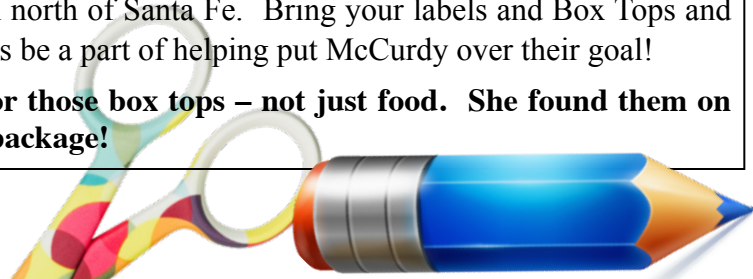 north of Santa Fe. Bring your labels and Box Tops and
s be a part of helping put McCurdy over their goal!
or those box tops – not just food. She found them on
package!